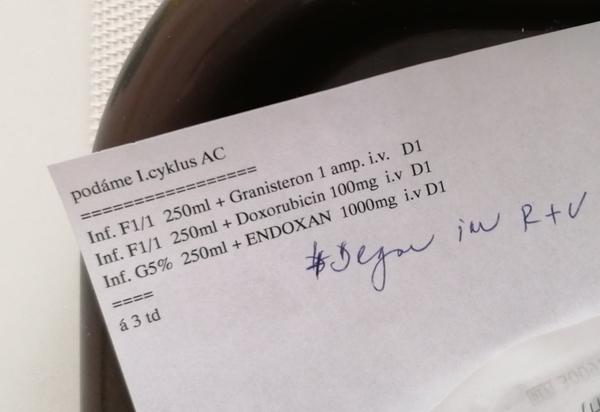 podáme I.cyklus AC
=================
Inf. F1/1 250ml + Granisteron 1 amp. i.v. D1
Inf. F1/1 250ml + Doxorubicin 100mg i.v D1
Inf. G5% 250ml + ENDOXAN 1000mg i.v D1
====
á 3 td
R + V